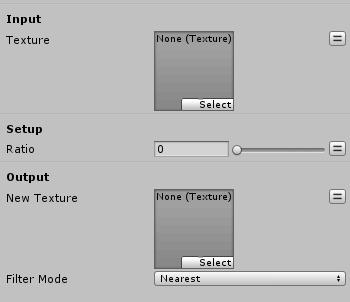 Input
Texture
None (Texture)
Select
Setup
Ratio
0
Output
New Texture
None (Texture)
Select
Filter Mode
Nearest